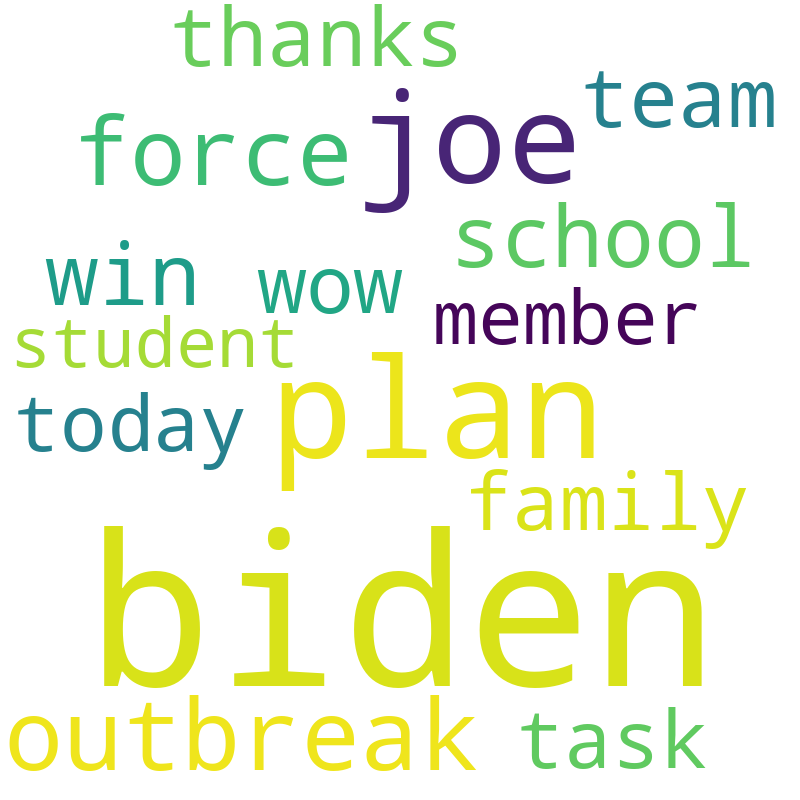 thanks
team
force joe
school
win wow
member
student
plan
today
family
biden
outbreak task